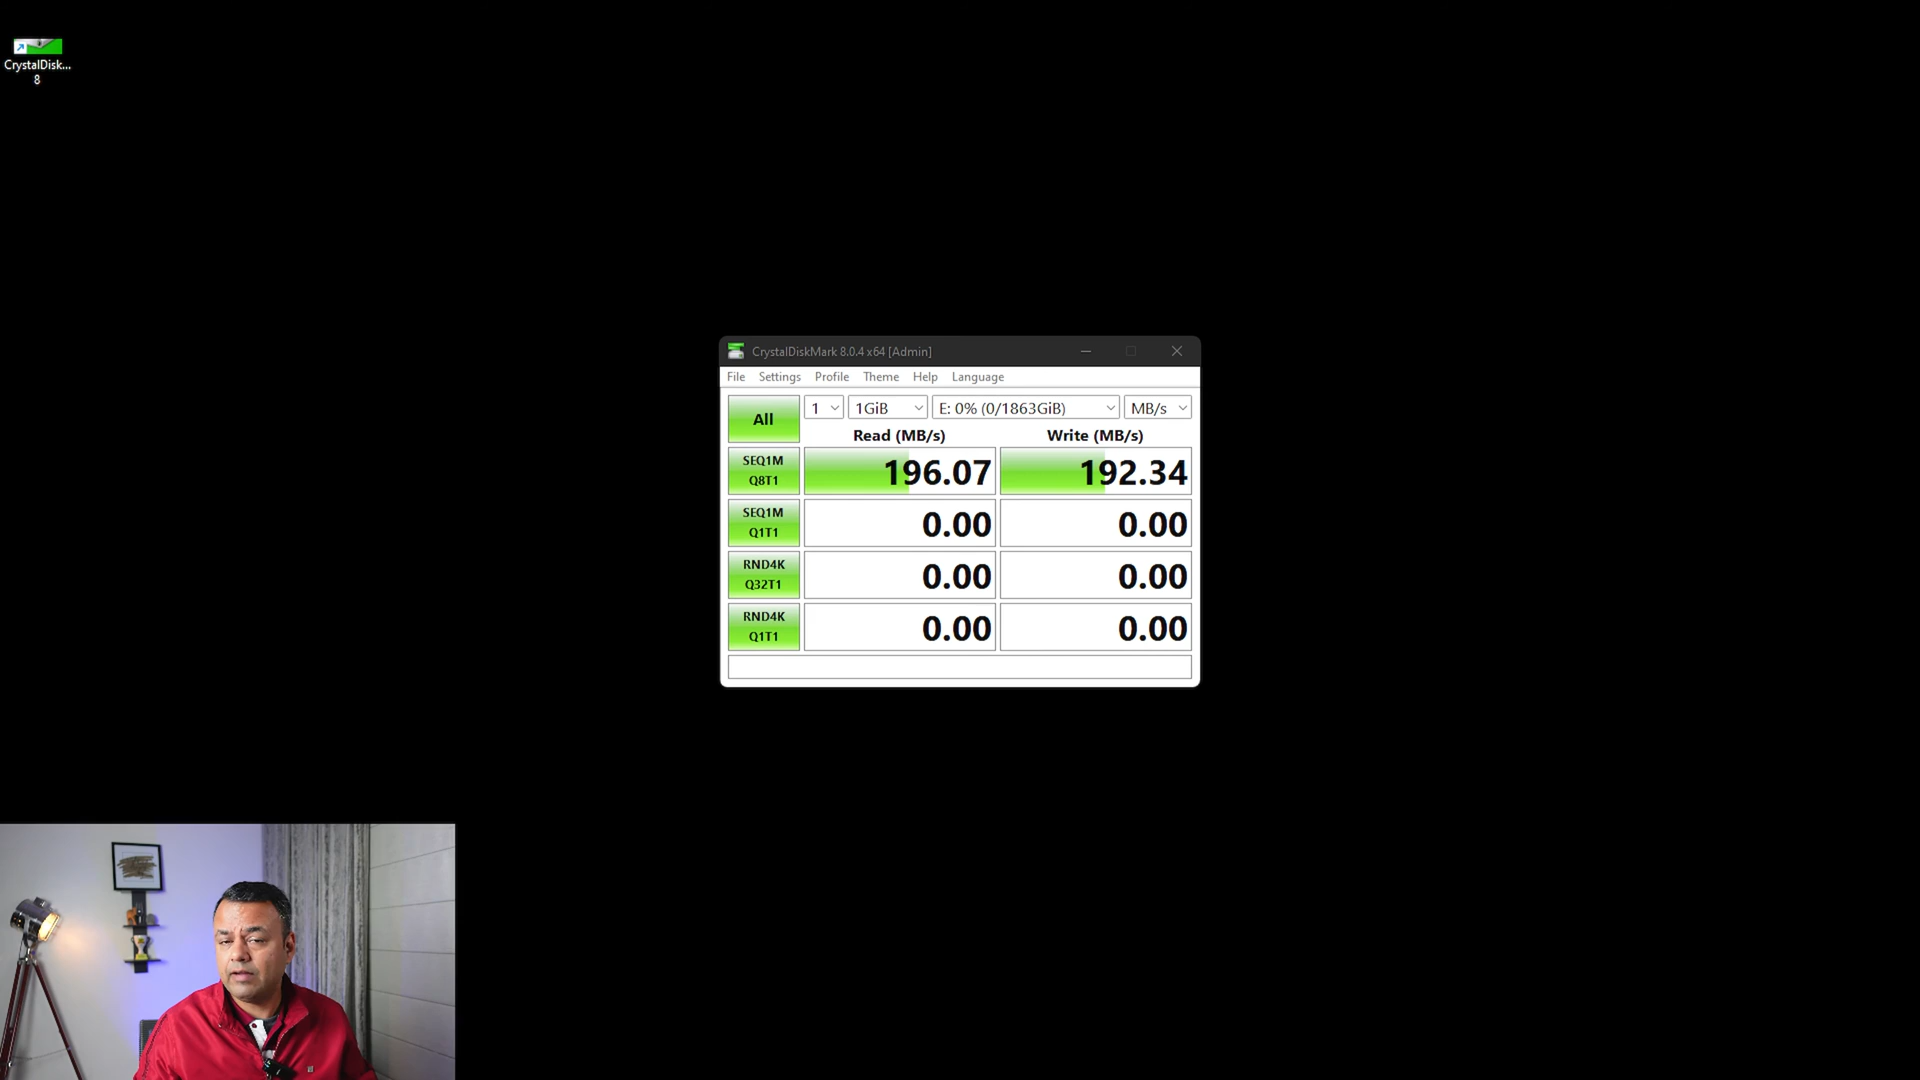 CrystalDisk...
8
CrystalDiskMark 8.0.4 x64 [Admin]
File Settings Profile Theme Help Language
All 1 1GiB E: 0% (0/1863GiB) MB/s
Read (MB/s) Write (MB/s)
SEQ1M
Q8T1 196.07 192.34
SEQ1M
Q1T1 0.00 0.00
RND4K
Q32T1 0.00 0.00
RND4K
Q1T1 0.00 0.00